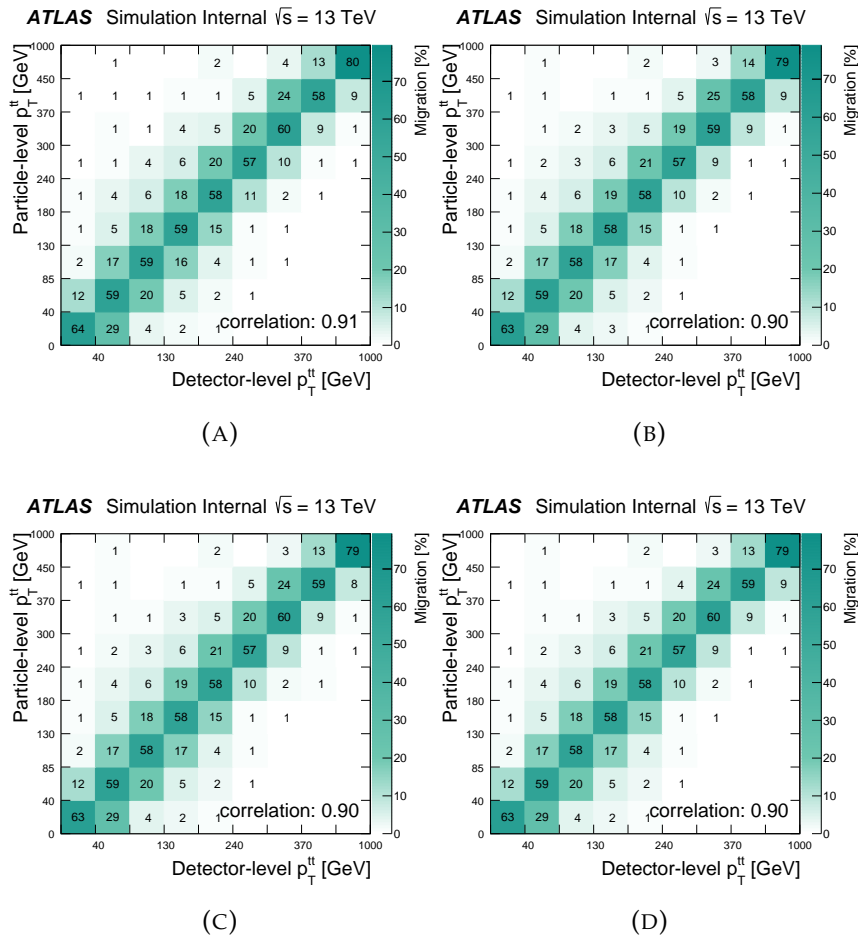 ATLAS Simulation Internal √s = 13 TeV
Particle-level p_T^tt [GeV]
1000
1 2 4 13 80
450
1 1 1 1 1 5 24 58 9
370
1 1 4 5 20 60 9 1
300
1 1 4 6 20 57 10 1 1
240
1 4 6 18 58 11 2 1
180
1 5 18 59 15 1 1
130
2 17 59 16 4 1 1
85
12 59 20 5 2 1
40
64 29 4 2 1
correlation: 0.91
0
40 130 240 370 1000
Detector-level p_T^tt [GeV]
Migration [%]
70
60
50
40
30
20
10
0
(A)
ATLAS Simulation Internal √s = 13 TeV
Particle-level p_T^tt [GeV]
1000
1 2 3 14 79
450
1 1 1 1 5 25 58 9
370
1 2 3 5 19 59 9 1
300
1 2 3 6 21 57 9 1 1
240
1 4 6 19 58 10 2 1
180
1 5 18 58 15 1 1
130
2 17 58 17 4 1
85
12 59 20 5 2 1
40
63 29 4 3 1
correlation: 0.90
0
40 130 240 370 1000
Detector-level p_T^tt [GeV]
Migration [%]
70
60
50
40
30
20
10
0
(B)
ATLAS Simulation Internal √s = 13 TeV
Particle-level p_T^tt [GeV]
1000
1 2 3 13 79
450
1 1 1 1 5 24 59 8
370
1 1 3 5 20 60 9 1
300
1 2 3 6 21 57 9 1 1
240
1 4 6 19 58 10 2 1
180
1 5 18 58 15 1 1
130
2 17 58 17 4 1
85
12 59 20 5 2 1
40
63 29 4 2 1
correlation: 0.90
0
40 130 240 370 1000
Detector-level p_T^tt [GeV]
Migration [%]
70
60
50
40
30
20
10
0
(C)
ATLAS Simulation Internal √s = 13 TeV
Particle-level p_T^tt [GeV]
1000
1 2 3 13 79
450
1 1 1 1 4 24 59 9
370
1 1 3 5 20 60 9 1
300
1 2 3 6 21 57 9 1 1
240
1 4 6 19 58 10 2 1
180
1 5 18 58 15 1 1
130
2 17 58 17 4 1
85
12 59 20 5 2 1
40
63 29 4 2 1
correlation: 0.90
0
40 130 240 370 1000
Detector-level p_T^tt [GeV]
Migration [%]
70
60
50
40
30
20
10
0
(D)